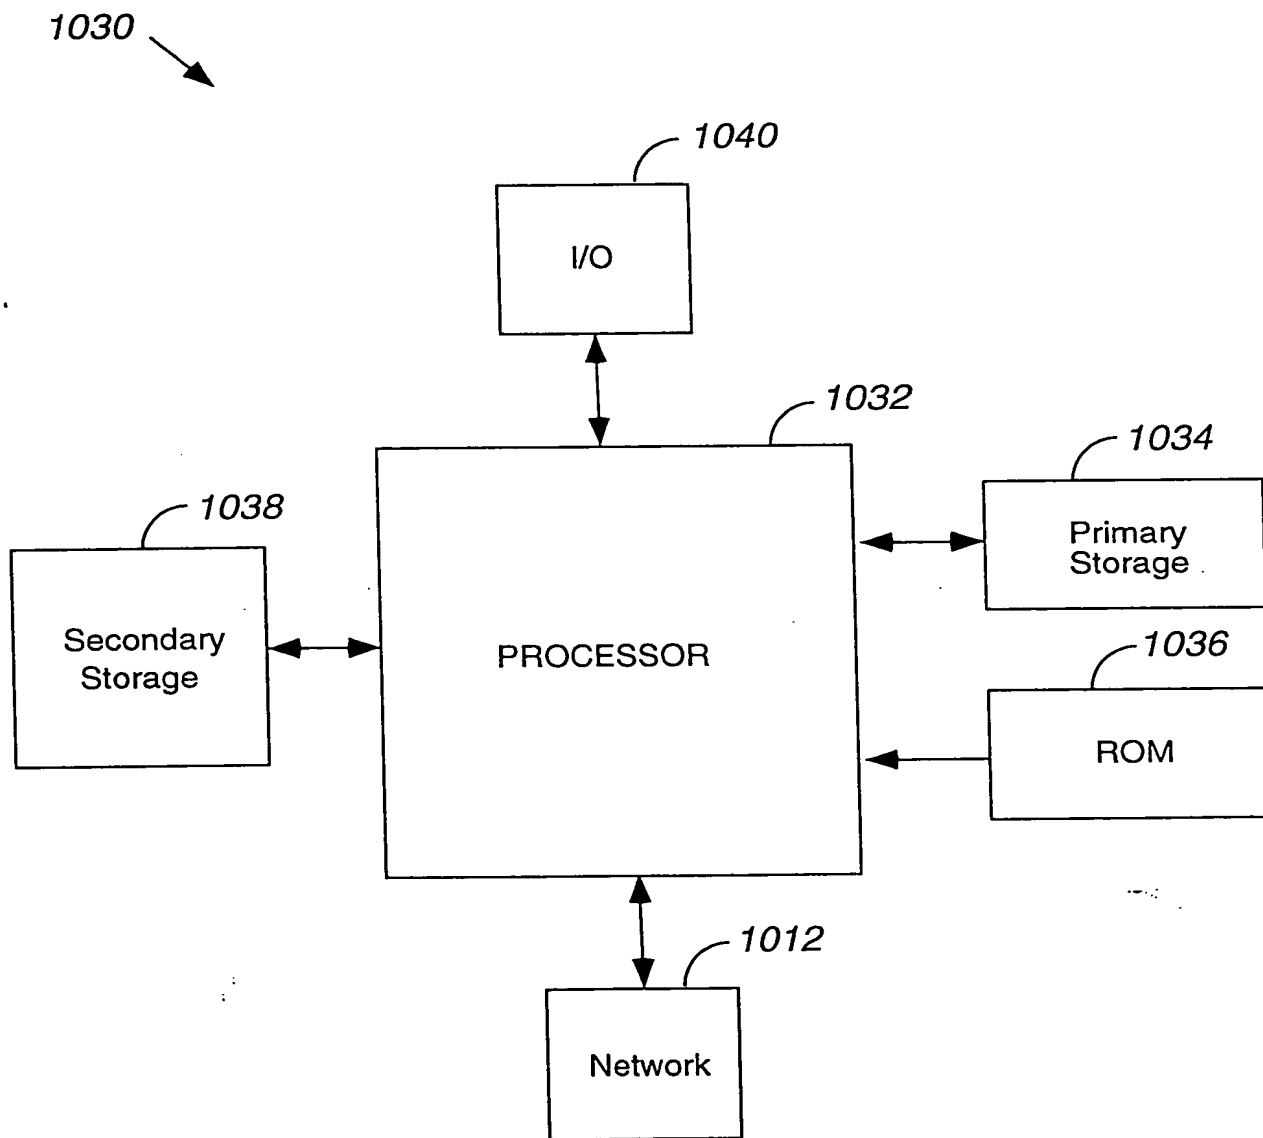 1030
1040
I/O
1032
1034
Primary
Storage
1038
Secondary
Storage
PROCESSOR
1036
ROM
1012
Network